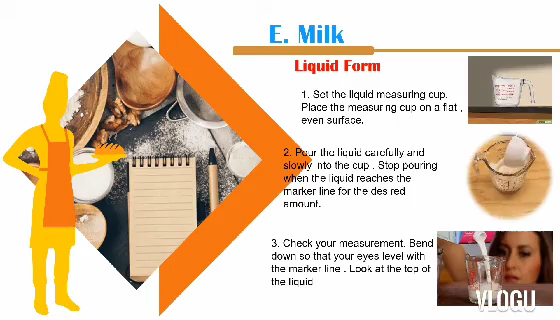 E. Milk
Liquid Form
1. Set the liquid measuring cup.
Place the measuring cup on a flat ,
even surface.
2. Pour the liquid carefully and
slowly into the cup . Stop pouring
when the liquid reaches the
marker line for the des red
amount.
3. Check your measurement. Bend
down so that your eyes level with
the marker line . Look at the top of
the liquid
VLOGU